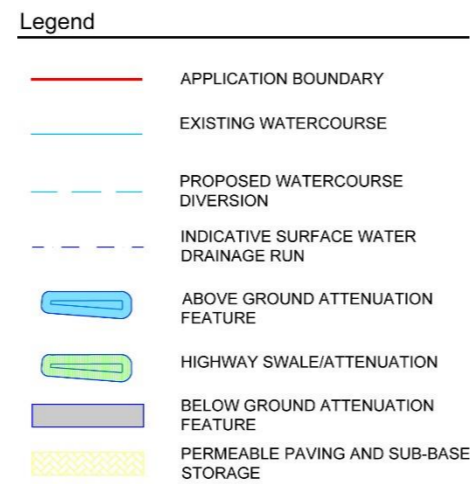 Legend
APPLICATION BOUNDARY
EXISTING WATERCOURSE
PROPOSED WATERCOURSE
DIVERSION
INDICATIVE SURFACE WATER
DRAINAGE RUN
ABOVE GROUND ATTENUATION
FEATURE
HIGHWAY SWALE/ATTENUATION
BELOW GROUND ATTENUATION
FEATURE
PERMEABLE PAVING AND SUB-BASE
STORAGE